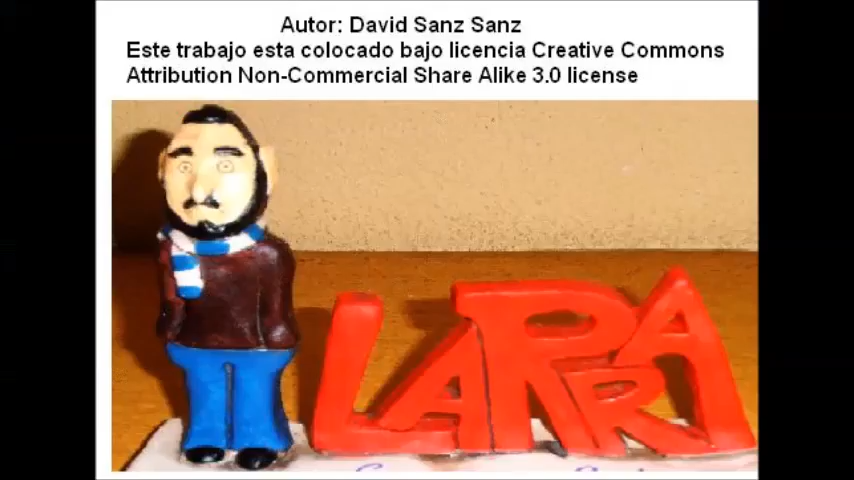 Autor: David Sanz Sanz
Este trabajo esta colocado bajo licencia Creative Commons
Attribution Non-Commercial Share Alike 3.0 license
LARRA